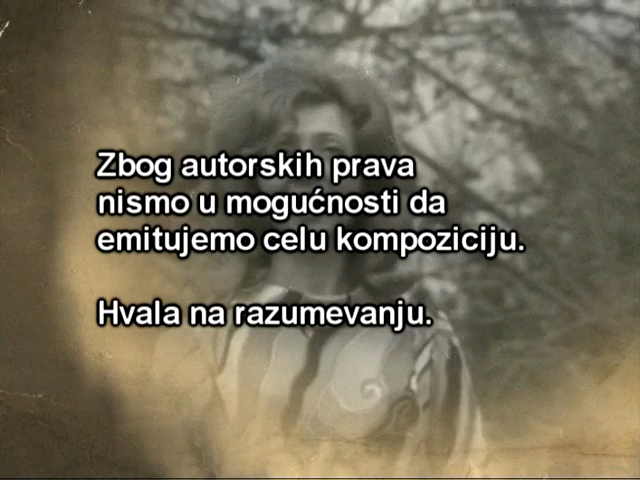 Zbog autorskih prava
nismo u mogućnosti da
emitujemo celu kompoziciju.
Hvala na razumevanju.